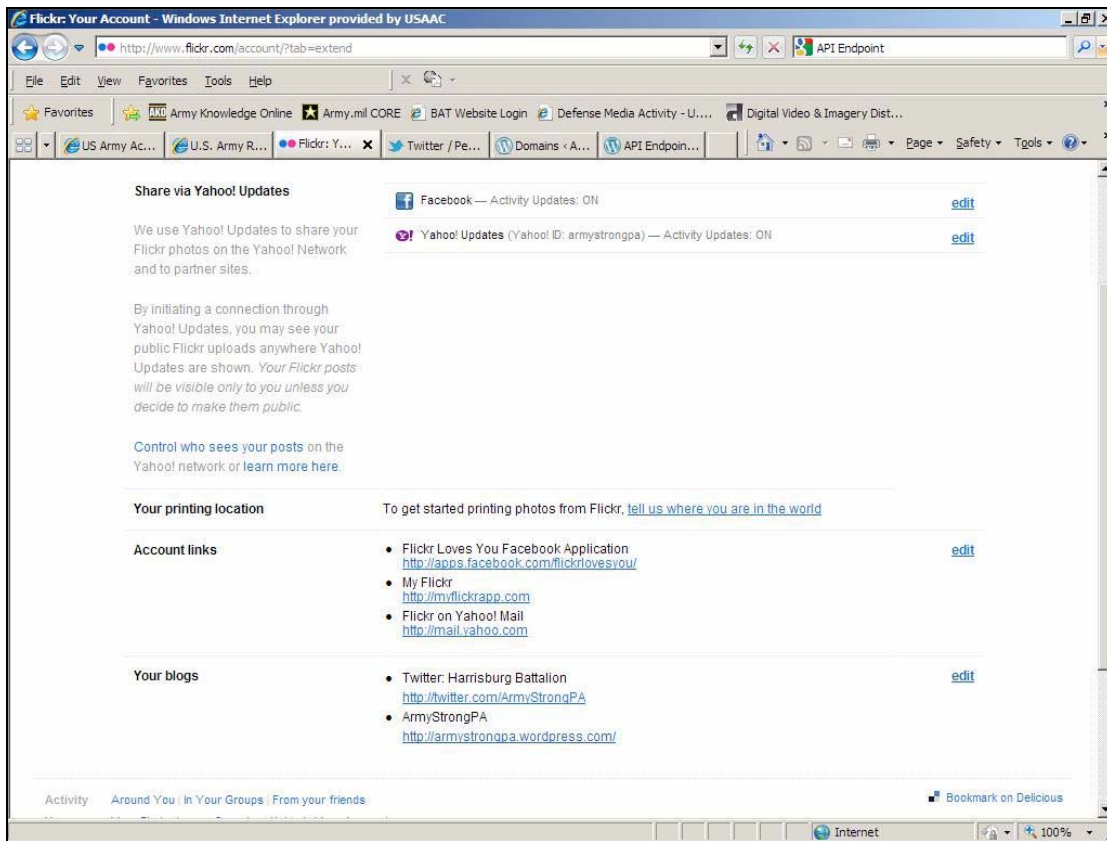 Flickr: Your Account - Windows Internet Explorer provided by USAAC
http://www.flickr.com/account/?tab=extend
API Endpoint
File Edit View Favorites Tools Help
Favorites
Army Knowledge Online
Army.mil CORE
BAT Website Login
Defense Media Activity - U....
Digital Video & Imagery Dist...
US Army Ac...
U.S. Army R...
Flickr: Y...
Twitter / Pe...
Domains ‹ A...
API Endpoin...
Page Safety Tools
Share via Yahoo! Updates
We use Yahoo! Updates to share your
Flickr photos on the Yahoo! Network
and to partner sites.
By initiating a connection through
Yahoo! Updates, you may see your
public Flickr uploads anywhere Yahoo!
Updates are shown. Your Flickr posts
will be visible only to you unless you
decide to make them public.
Control who sees your posts on the
Yahoo! network or learn more here.
Facebook — Activity Updates: ON
edit
Yahoo! Updates (Yahoo! ID: armystrongpa) — Activity Updates: ON
edit
Your printing location
To get started printing photos from Flickr, tell us where you are in the world
Account links
Flickr Loves You Facebook Application
http://apps.facebook.com/flickrlovesyou/
My Flickr
http://myflickrapp.com
Flickr on Yahoo! Mail
http://mail.yahoo.com
edit
Your blogs
Twitter: Harrisburg Battalion
http://twitter.com/ArmyStrongPA
ArmyStrongPA
http://armystrongpa.wordpress.com/
edit
Activity Around You | In Your Groups | From your friends
Bookmark on Delicious
Internet
100%